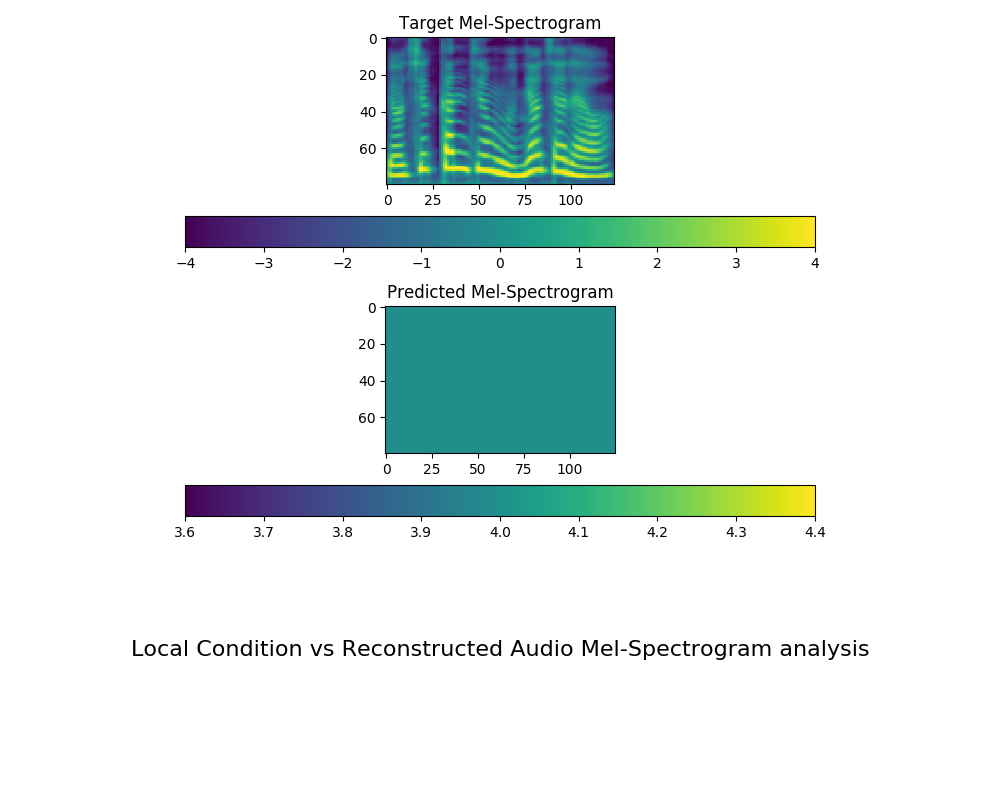 Target Mel-Spectrogram
0
20
40
60
0 25 50 75 100
−4 −3 −2 −1 0 1 2 3 4
Predicted Mel-Spectrogram
0
20
40
60
0 25 50 75 100
3.6 3.7 3.8 3.9 4.0 4.1 4.2 4.3 4.4
Local Condition vs Reconstructed Audio Mel-Spectrogram analysis